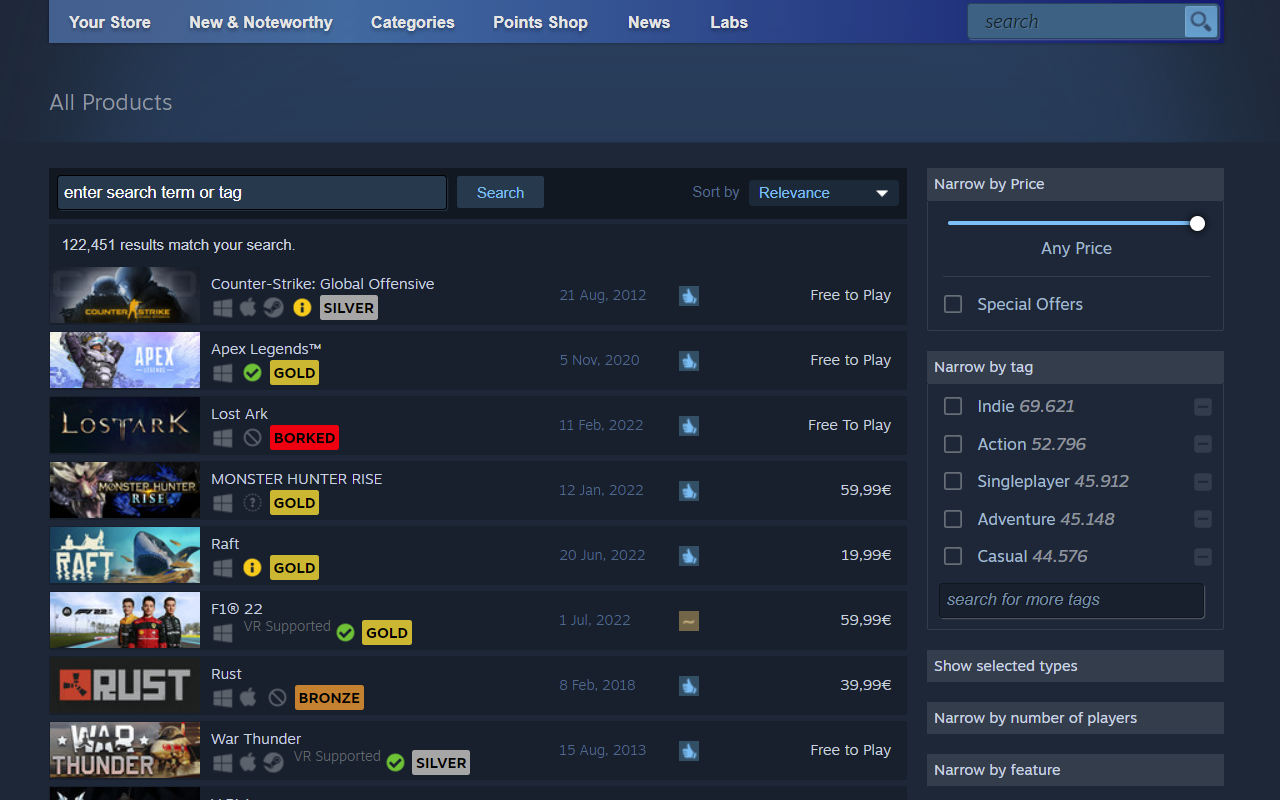 Your Store New & Noteworthy Categories Points Shop News Labs search
All Products
enter search term or tag Search Sort by Relevance
122,451 results match your search.
COUNTER STRIKE
Counter-Strike: Global Offensive
SILVER
21 Aug, 2012
Free to Play
APEX
LEGENDS
Apex Legends™
GOLD
5 Nov, 2020
Free to Play
LOST ARK
Lost Ark
BORKED
11 Feb, 2022
Free To Play
MONSTER HUNTER
RISE
MONSTER HUNTER RISE
GOLD
12 Jan, 2022
59,99€
RAFT
Raft
GOLD
20 Jun, 2022
19,99€
F1 22
F1® 22
VR Supported GOLD
1 Jul, 2022
59,99€
RUST
Rust
BRONZE
8 Feb, 2018
39,99€
WAR
THUNDER
War Thunder
VR Supported SILVER
15 Aug, 2013
Free to Play
Narrow by Price
Any Price
Special Offers
Narrow by tag
Indie 69.621
Action 52.796
Singleplayer 45.912
Adventure 45.148
Casual 44.576
search for more tags
Show selected types
Narrow by number of players
Narrow by feature